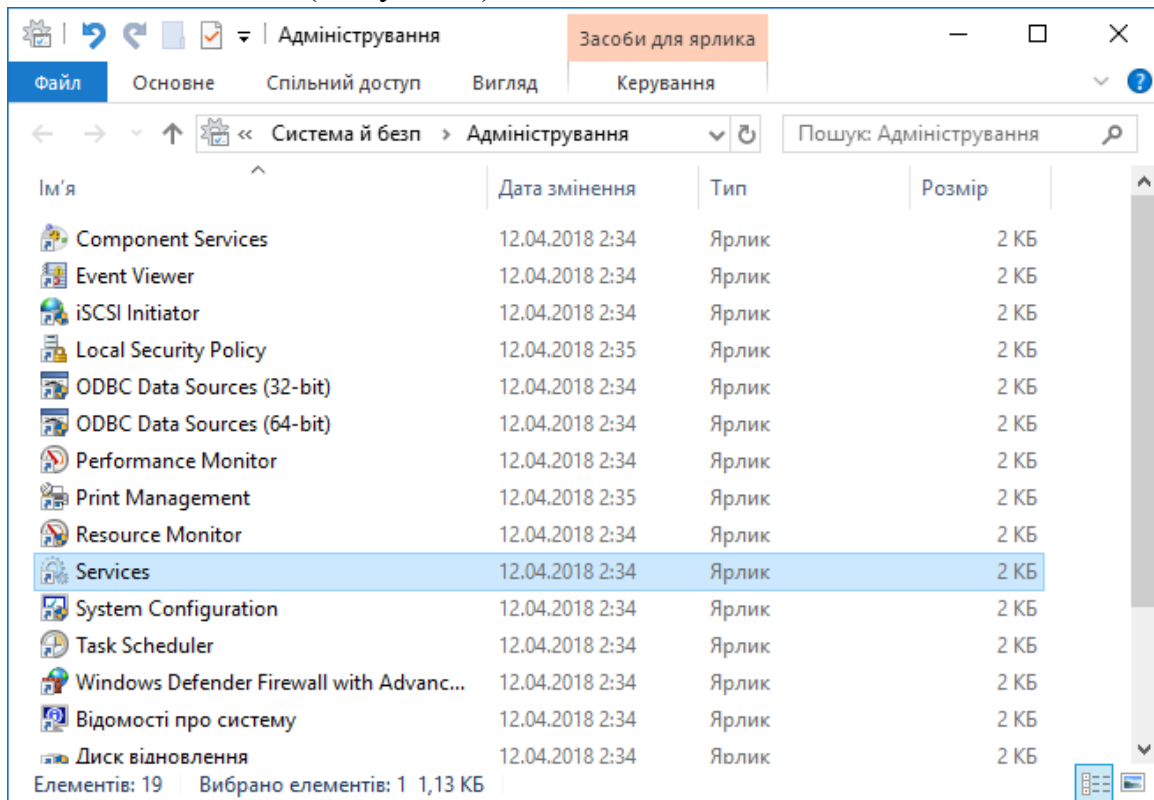 Адміністрування
Засоби для ярлика
Файл Основне Спільний доступ Вигляд Керування
« Система й безп > Адміністрування Пошук: Адміністрування
Ім'я Дата змінення Тип Розмір
Component Services 12.04.2018 2:34 Ярлик 2 КБ
Event Viewer 12.04.2018 2:34 Ярлик 2 КБ
iSCSI Initiator 12.04.2018 2:34 Ярлик 2 КБ
Local Security Policy 12.04.2018 2:35 Ярлик 2 КБ
ODBC Data Sources (32-bit) 12.04.2018 2:34 Ярлик 2 КБ
ODBC Data Sources (64-bit) 12.04.2018 2:34 Ярлик 2 КБ
Performance Monitor 12.04.2018 2:34 Ярлик 2 КБ
Print Management 12.04.2018 2:35 Ярлик 2 КБ
Resource Monitor 12.04.2018 2:34 Ярлик 2 КБ
Services 12.04.2018 2:34 Ярлик 2 КБ
System Configuration 12.04.2018 2:34 Ярлик 2 КБ
Task Scheduler 12.04.2018 2:34 Ярлик 2 КБ
Windows Defender Firewall with Advanc... 12.04.2018 2:34 Ярлик 2 КБ
Відомості про систему 12.04.2018 2:34 Ярлик 2 КБ
Диск відновлення 12.04.2018 2:34 Ярлик 2 КБ
Елементів: 19 Вибрано елементів: 1 1,13 КБ